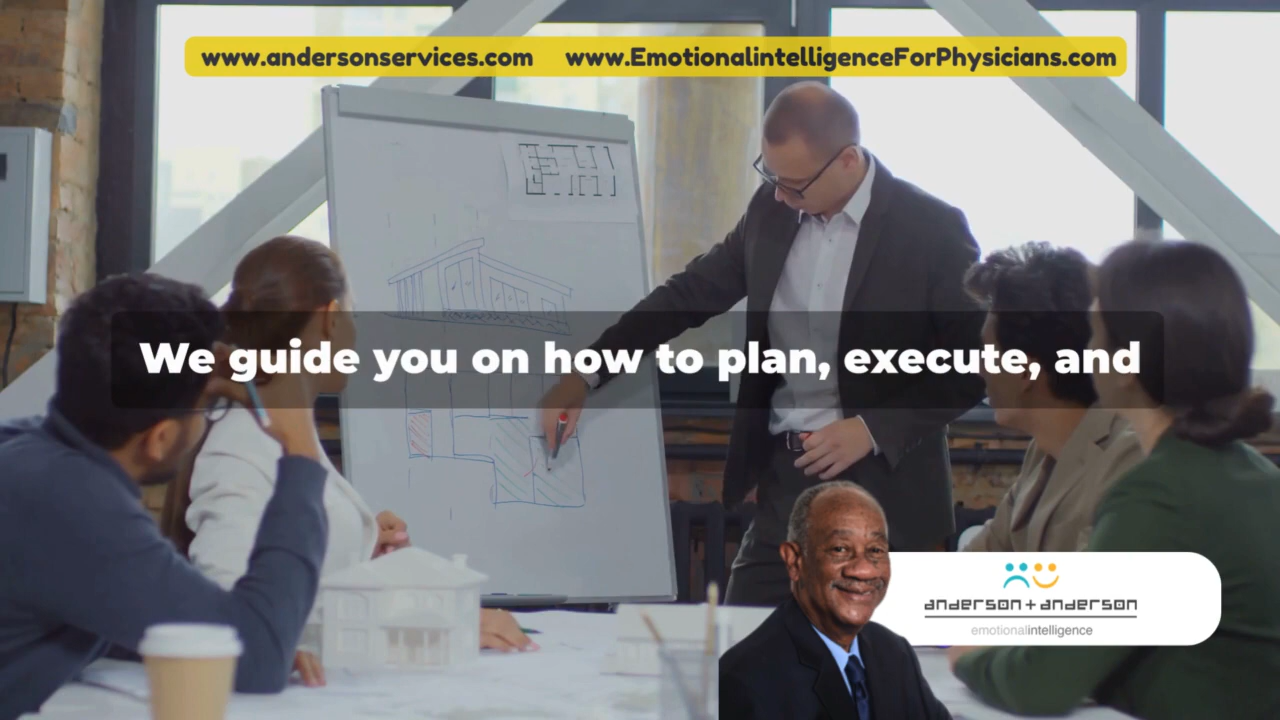 www.andersonservices.com www.EmotionalintelligenceForPhysicians.com
We guide you on how to plan, execute, and
anderson+anderson
emotionalintelligence